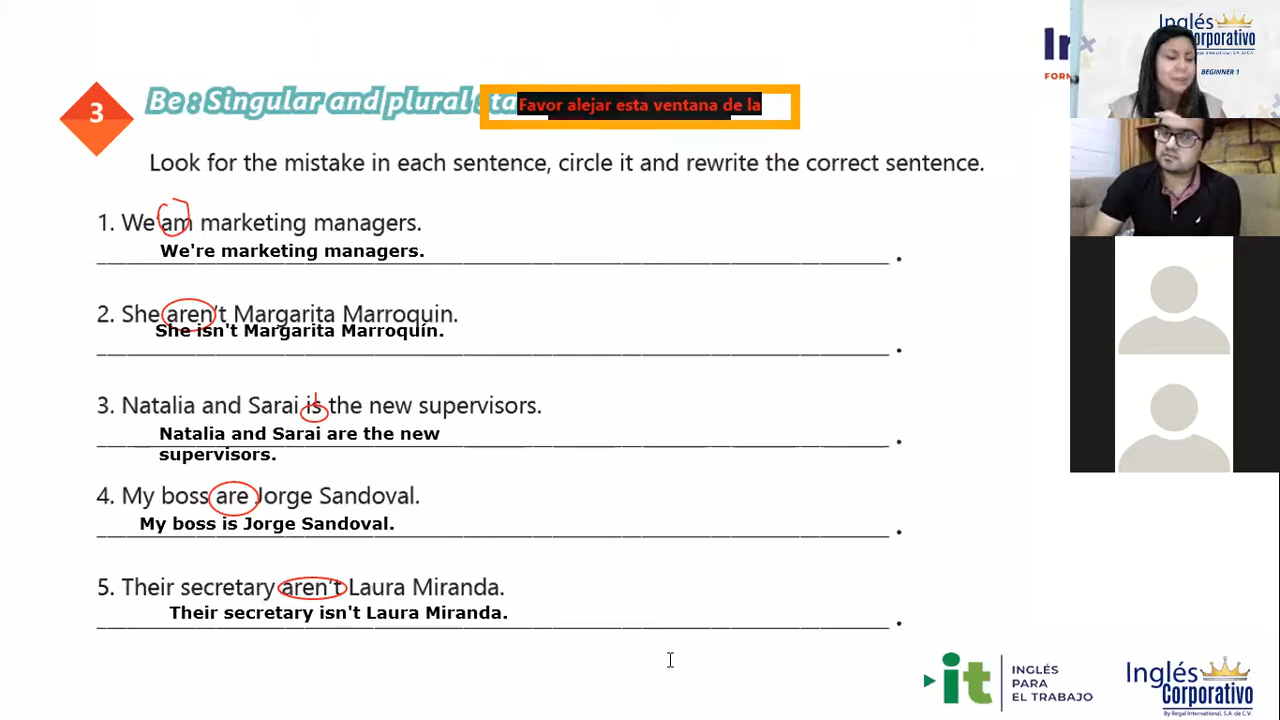 Inglés
Corporativo
BEGINNER 1
3
Be : Singular and plural sta
Favor alejar esta ventana de la
Look for the mistake in each sentence, circle it and rewrite the correct sentence.
1. We am marketing managers.
We're marketing managers.
2. She aren't Margarita Marroquin.
She isn't Margarita Marroquín.
3. Natalia and Sarai is the new supervisors.
Natalia and Sarai are the new
supervisors.
4. My boss are Jorge Sandoval.
My boss is Jorge Sandoval.
5. Their secretary aren't Laura Miranda.
Their secretary isn't Laura Miranda.
it
INGLÉS
PARA
EL TRABAJO
Inglés
Corporativo
By Regal International, S.A. de C.V.